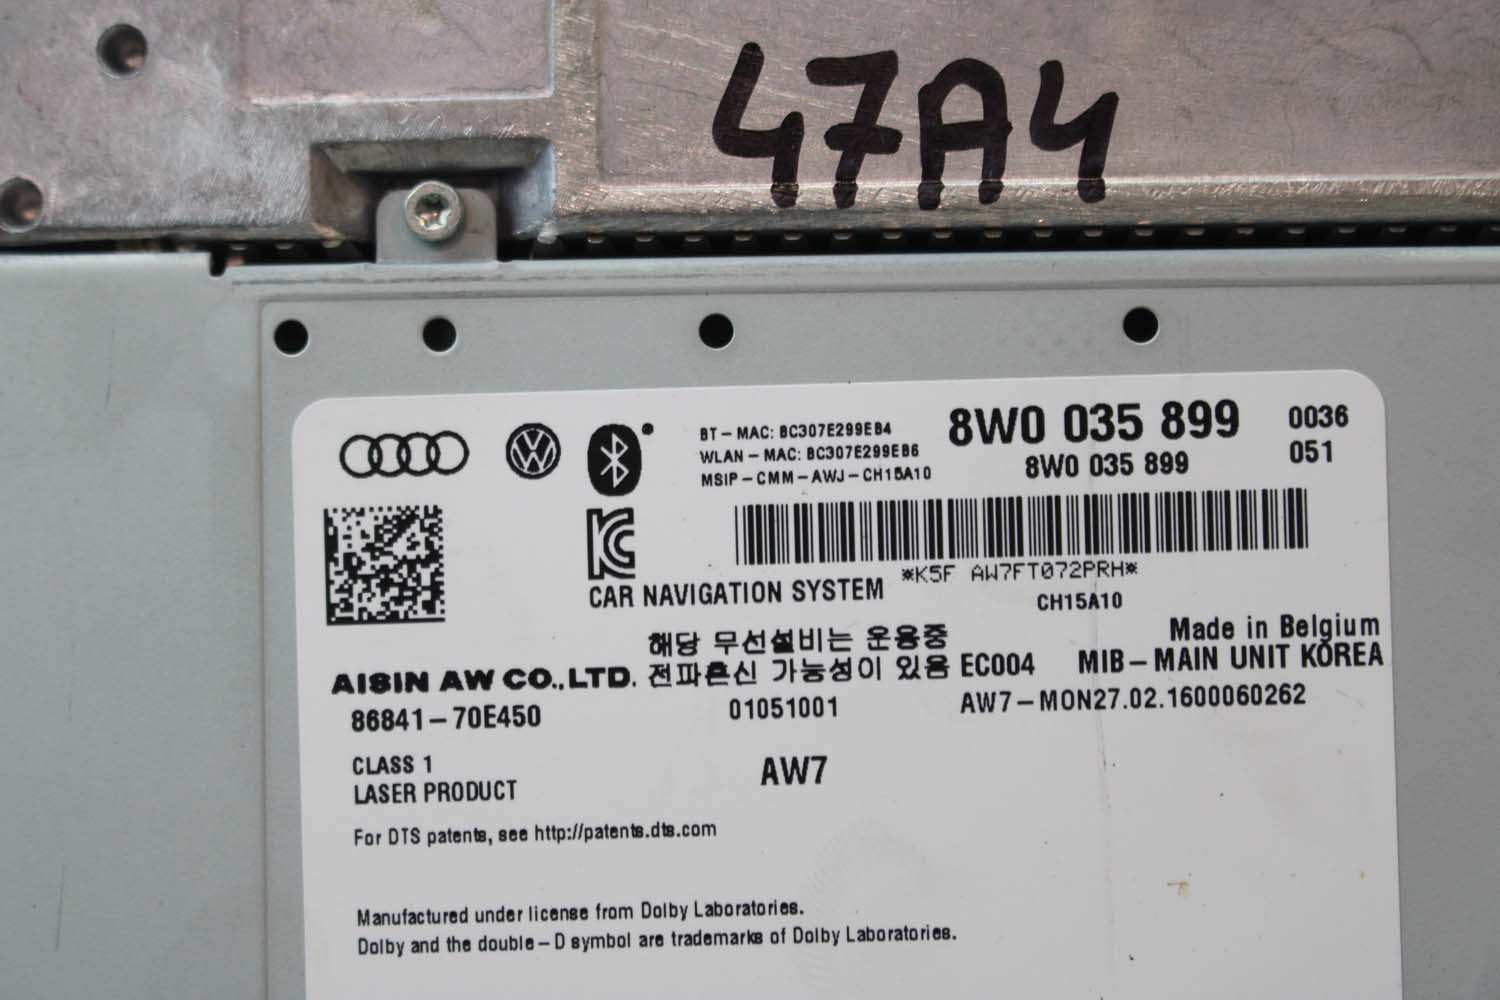 47A4
BT-MAC: BC307E299EB4
WLAN-MAC: BC307E299EB6
MSIP-CMM-AWJ-CH15A10
8W0 035 899 0036
8W0 035 899 051
*K5F AW7FT072PRH*
CAR NAVIGATION SYSTEM
CH15A10
Made in Belgium
해당 무선설비는 운용중
전파혼신 가능성이 있음 EC004
MIB-MAIN UNIT KOREA
AISIN AW CO.,LTD.
86841-70E450
01051001
AW7-MON27.02.1600060262
CLASS 1
LASER PRODUCT
AW7
For DTS patents, see http://patents.dts.com
Manufactured under license from Dolby Laboratories.
Dolby and the double-D symbol are trademarks of Dolby Laboratories.